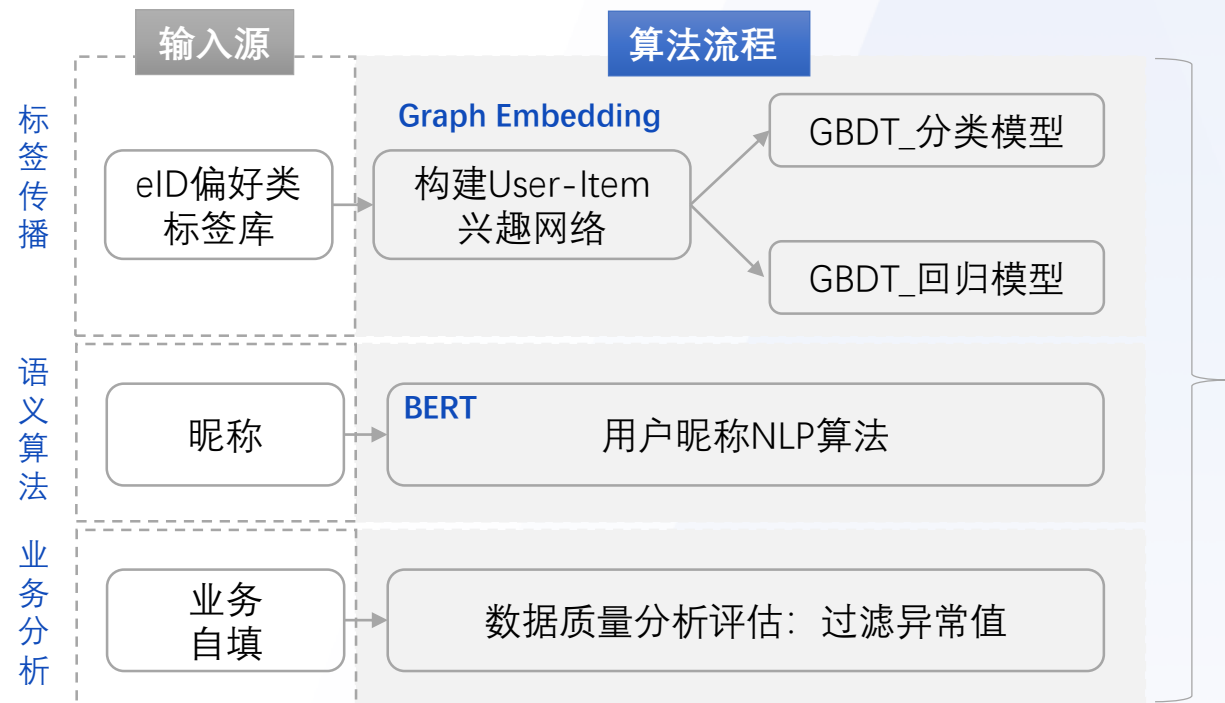 输入源
算法流程
标签传播
eID偏好类
标签库
Graph Embedding
构建User-Item
兴趣网络
GBDT_分类模型
GBDT_回归模型
语义算法
昵称
BERT
用户昵称NLP算法
业务分析
业务
自填
数据质量分析评估：过滤异常值